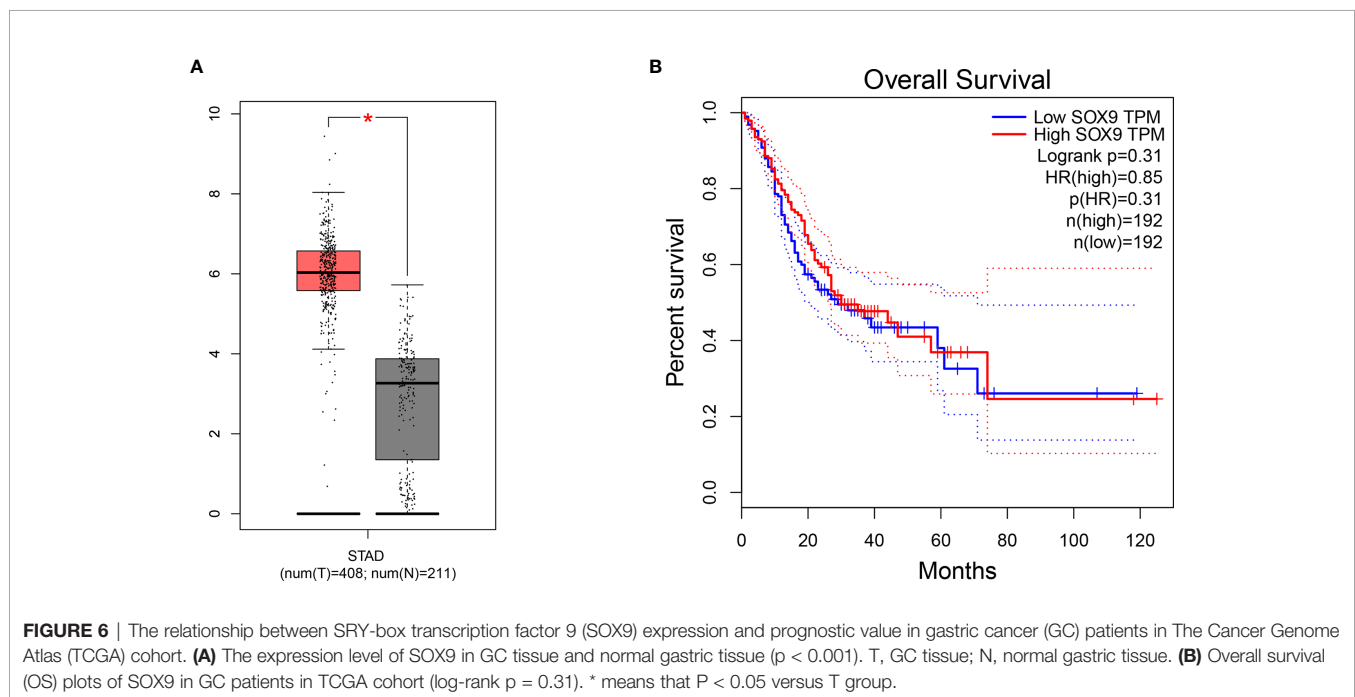 A
10
8
6
4
2
0
*
STAD
(num(T)=408; num(N)=211)
B
Overall Survival
Low SOX9 TPM
High SOX9 TPM
Logrank p=0.31
HR(high)=0.85
p(HR)=0.31
n(high)=192
n(low)=192
Percent survival
1.0
0.8
0.6
0.4
0.2
0.0
0 20 40 60 80 100 120
Months
FIGURE 6 | The relationship between SRY-box transcription factor 9 (SOX9) expression and prognostic value in gastric cancer (GC) patients in The Cancer Genome
Atlas (TCGA) cohort. (A) The expression level of SOX9 in GC tissue and normal gastric tissue (p < 0.001). T, GC tissue; N, normal gastric tissue. (B) Overall survival
(OS) plots of SOX9 in GC patients in TCGA cohort (log-rank p = 0.31). * means that P < 0.05 versus T group.